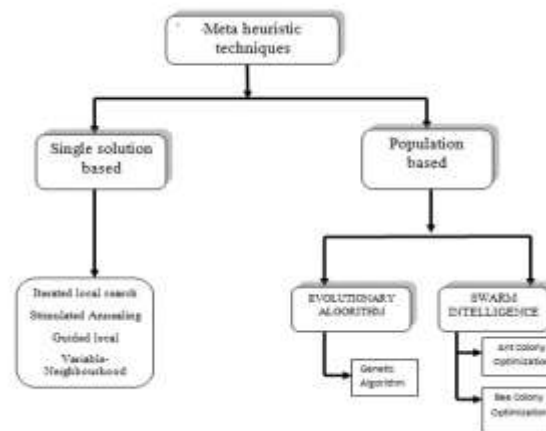 Meta heuristic
techniques
Single solution
based
Population
based
Iterated local search
Stimulated Annealing
Guided local
Variable-
Neighbourhood
EVOLUTIONARY
ALGORITHM
SWARM
INTELLIGENCE
Genetic
Algorithm
Ant Colony
Optimization
Bee Colony
Optimization